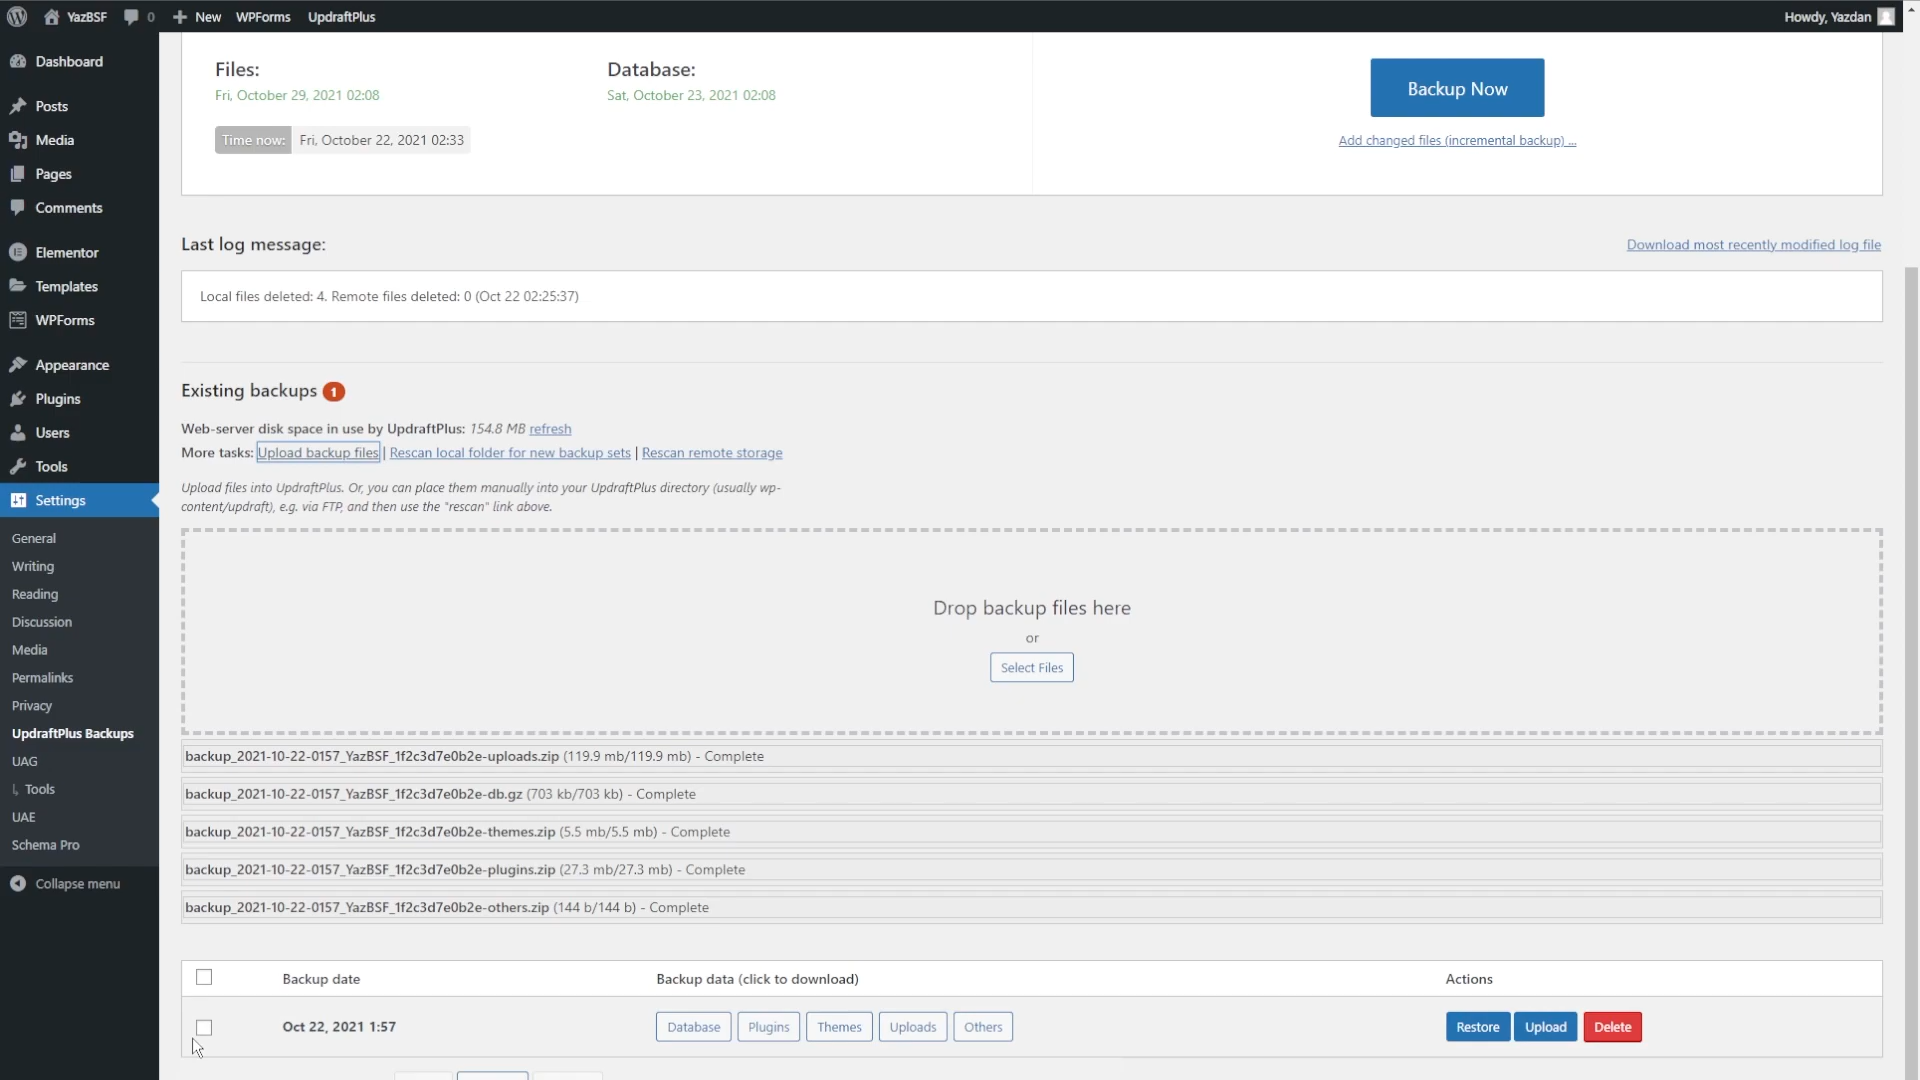 YazBSF 0 New WPForms UpdraftPlus Howdy, Yazdan
Dashboard
Posts
Media
Pages
Comments
Elementor
Templates
WPForms
Appearance
Plugins
Users
Tools
Settings
General
Writing
Reading
Discussion
Media
Permalinks
Privacy
UpdraftPlus Backups
UAG
Tools
UAE
Schema Pro
Collapse menu
Files: Database:
Fri, October 29, 2021 02:08 Sat, October 23, 2021 02:08
Time now: Fri, October 22, 2021 02:33
Backup Now
Add changed files (incremental backup) ...
Last log message: Download most recently modified log file
Local files deleted: 4. Remote files deleted: 0 (Oct 22 02:25:37)
Existing backups 1
Web-server disk space in use by UpdraftPlus: 154.8 MB refresh
More tasks: Upload backup files | Rescan local folder for new backup sets | Rescan remote storage
Upload files into UpdraftPlus. Or, you can place them manually into your UpdraftPlus directory (usually wp-
content/updraft), e.g. via FTP, and then use the "rescan" link above.
Drop backup files here
or
Select Files
backup_2021-10-22-0157_YazBSF_1f2c3d7e0b2e-uploads.zip (119.9 mb/119.9 mb) - Complete
backup_2021-10-22-0157_YazBSF_1f2c3d7e0b2e-db.gz (703 kb/703 kb) - Complete
backup_2021-10-22-0157_YazBSF_1f2c3d7e0b2e-themes.zip (5.5 mb/5.5 mb) - Complete
backup_2021-10-22-0157_YazBSF_1f2c3d7e0b2e-plugins.zip (27.3 mb/27.3 mb) - Complete
backup_2021-10-22-0157_YazBSF_1f2c3d7e0b2e-others.zip (144 b/144 b) - Complete
Backup date Backup data (click to download) Actions
Oct 22, 2021 1:57 Database Plugins Themes Uploads Others Restore Upload Delete